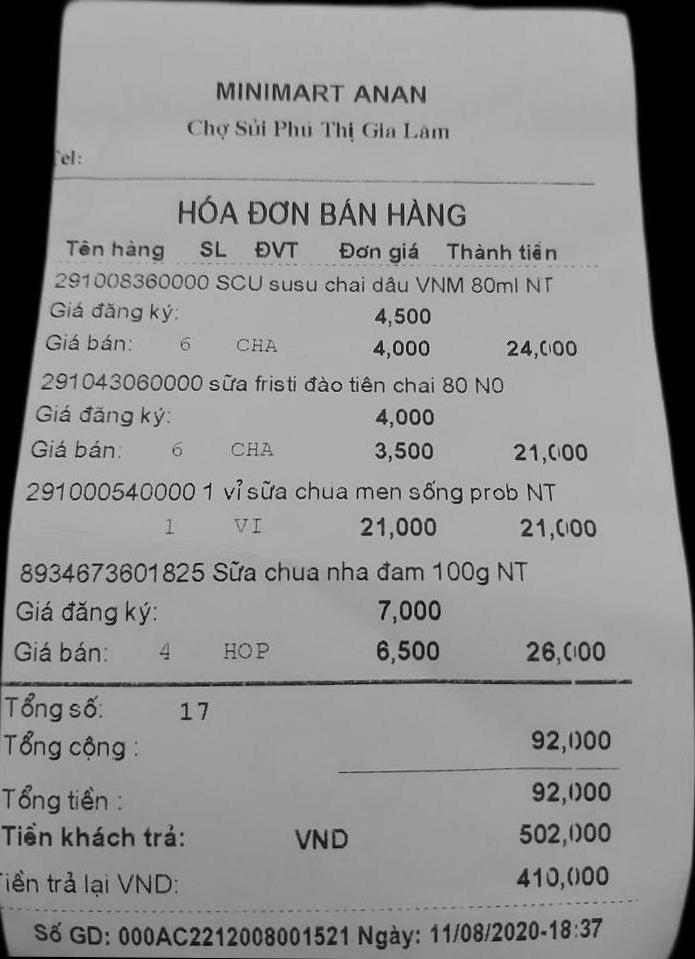 MINIMART ANAN
Chợ Sủi Phú Thị Gia Lâm
Tel:
HÓA ĐƠN BÁN HÀNG
Tên hàng SL ĐVT Đơn giá Thành tiền
291008360000 SCU susu chai dâu VNM 80ml NT
Giá đăng ký: 4,500
Giá bán: 6 CHA 4,000 24,000
291043060000 sữa fristi đào tiên chai 80 N0
Giá đăng ký: 4,000
Giá bán: 6 CHA 3,500 21,000
291000540000 1 vỉ sữa chua men sống prob NT
1 VI 21,000 21,000
8934673601825 Sữa chua nha đam 100g NT
Giá đăng ký: 7,000
Giá bán: 4 HOP 6,500 26,000
Tổng số: 17
Tổng cộng : 92,000
Tổng tiền : 92,000
Tiền khách trả: VND 502,000
Tiền trả lại VND: 410,000
Số GD: 000AC2212008001521 Ngày: 11/08/2020-18:37